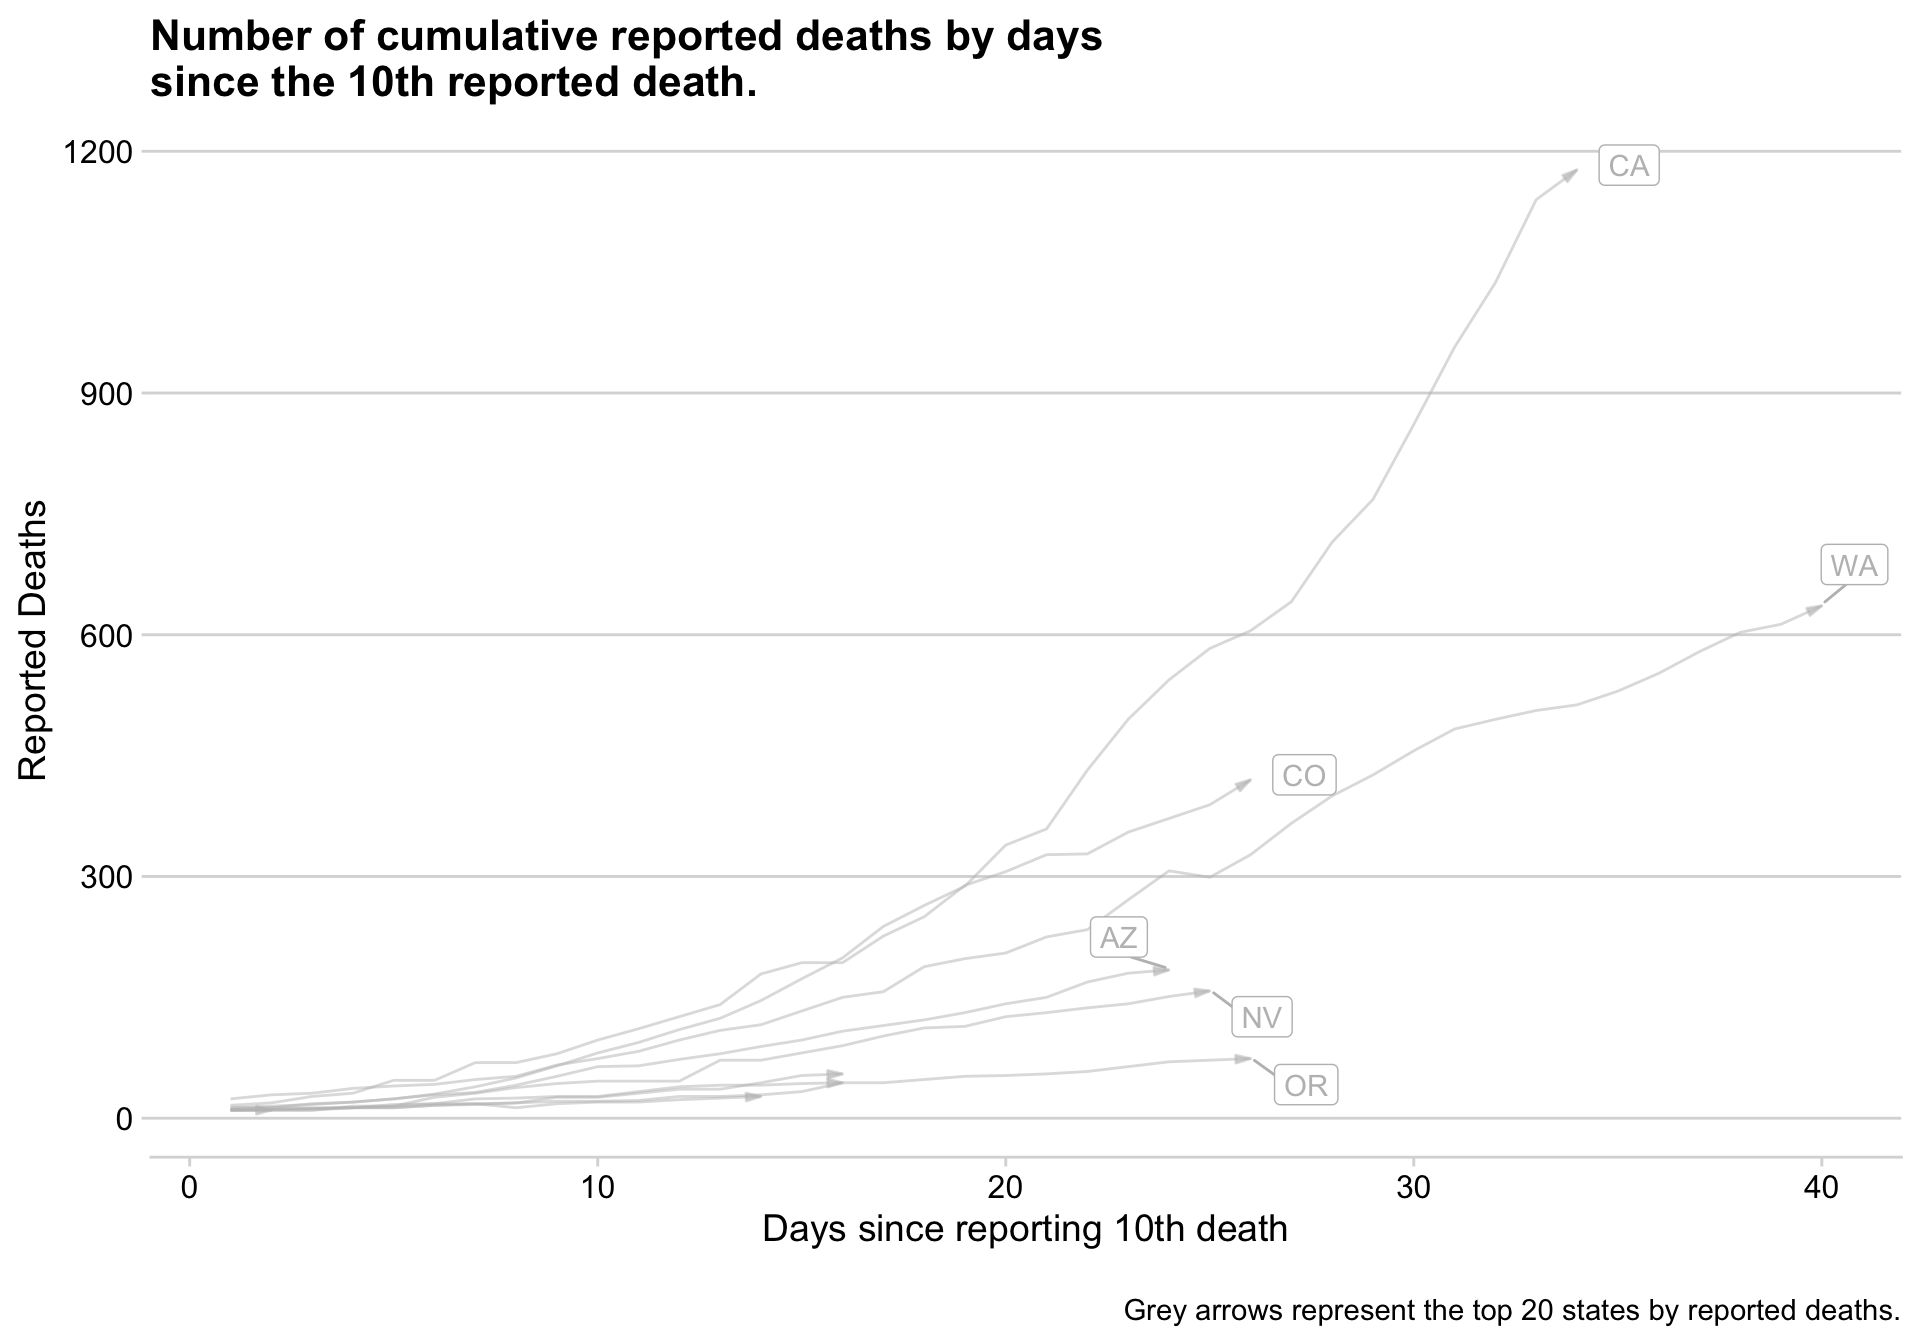 Number of cumulative reported deaths by days
since the 10th reported death.
1200
900
600
300
0
Reported Deaths
CA
WA
CO
AZ
NV
OR
0 10 20 30 40
Days since reporting 10th death
Grey arrows represent the top 20 states by reported deaths.